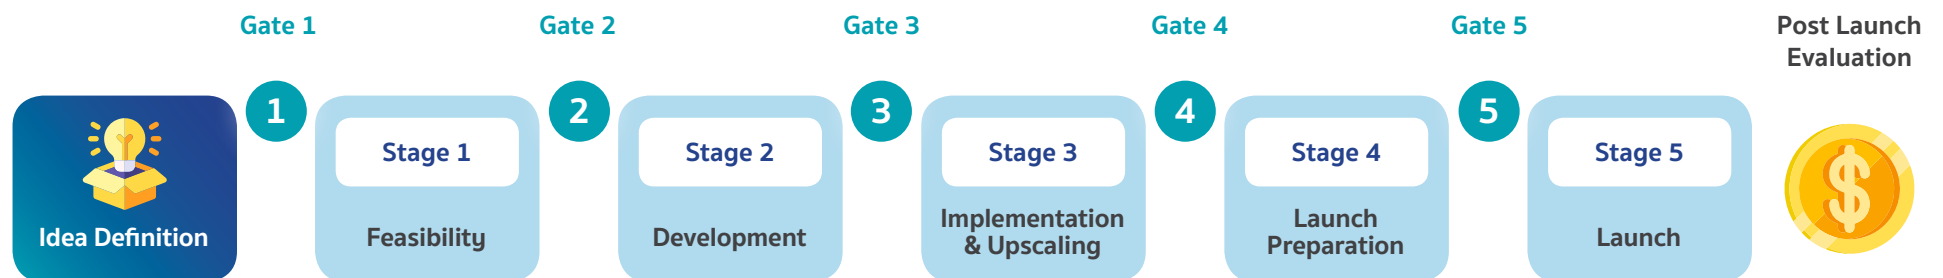 Gate 1
Gate 2
Gate 3
Gate 4
Gate 5
Post Launch
Evaluation
1
2
3
4
5
Idea Definition
Stage 1
Feasibility
Stage 2
Development
Stage 3
Implementation
& Upscaling
Stage 4
Launch
Preparation
Stage 5
Launch
$